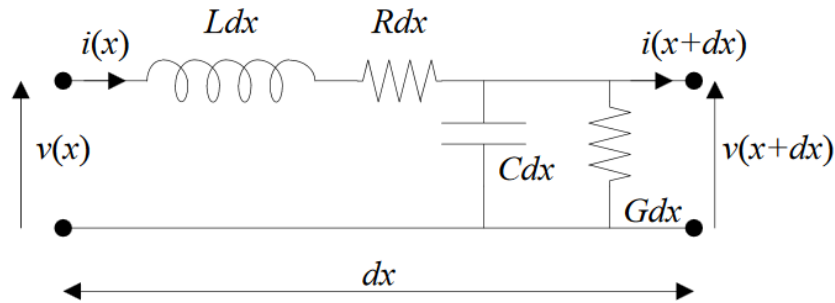 Ldx
Rdx
i(x)
i(x+dx)
v(x)
Cdx
v(x+dx)
Gdx
dx